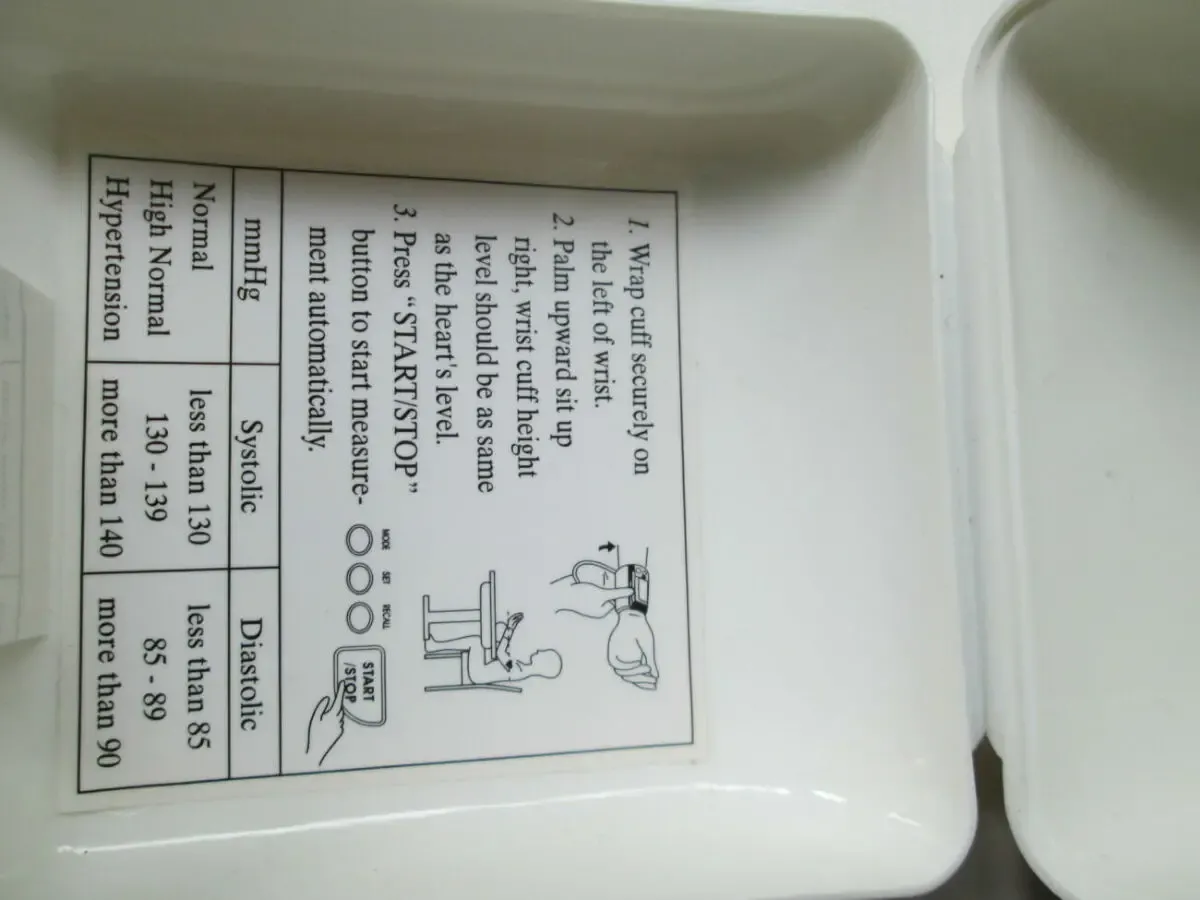 1. Wrap cuff securely on
the left of wrist.
2. Palm upward sit up
right, wrist cuff height
level should be as same
as the heart's level.
3. Press “START/STOP”
button to start measure-
ment automatically.
MODE SET RECALL
START
/STOP
mmHg Systolic Diastolic
Normal less than 130 less than 85
High Normal 130 - 139 85 - 89
Hypertension more than 140 more than 90